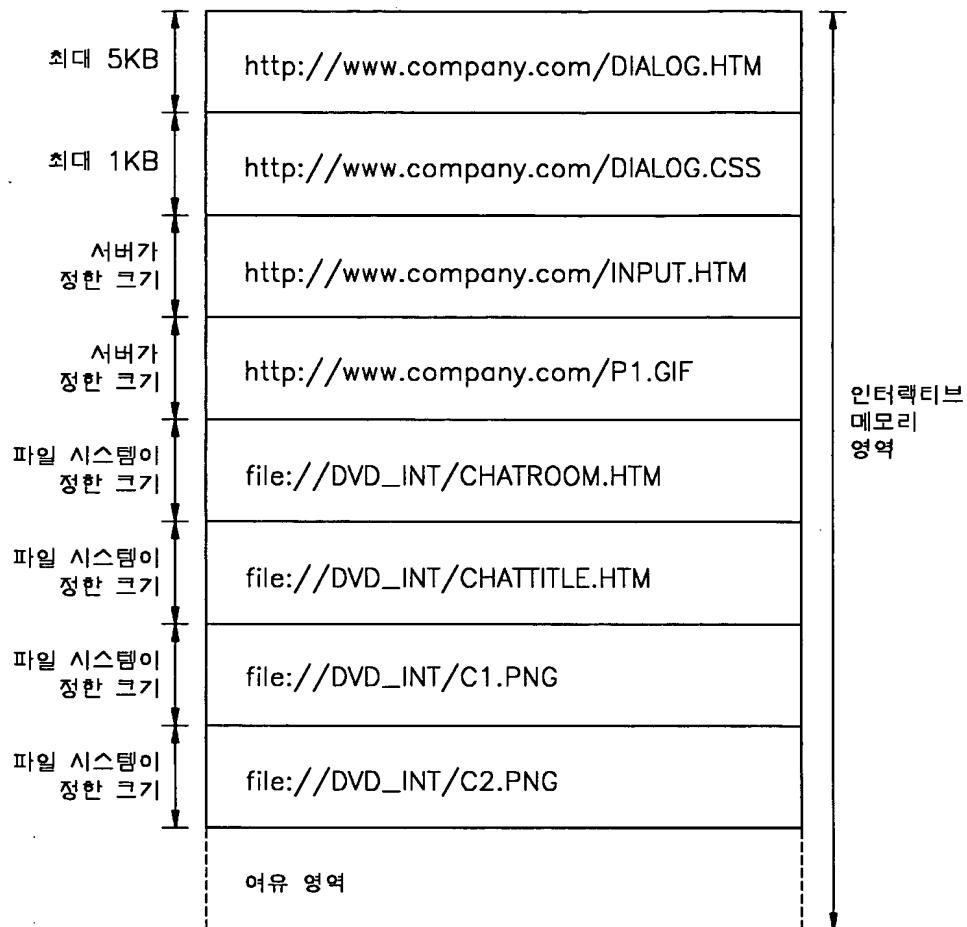 최대 5KB
http://www.company.com/DIALOG.HTM
최대 1KB
http://www.company.com/DIALOG.CSS
서버가
정한 크기
http://www.company.com/INPUT.HTM
서버가
정한 크기
http://www.company.com/P1.GIF
파일 시스템이
정한 크기
file://DVD_INT/CHATROOM.HTM
파일 시스템이
정한 크기
file://DVD_INT/CHATTITLE.HTM
파일 시스템이
정한 크기
file://DVD_INT/C1.PNG
파일 시스템이
정한 크기
file://DVD_INT/C2.PNG
여유 영역
인터랙티브
메모리
영역